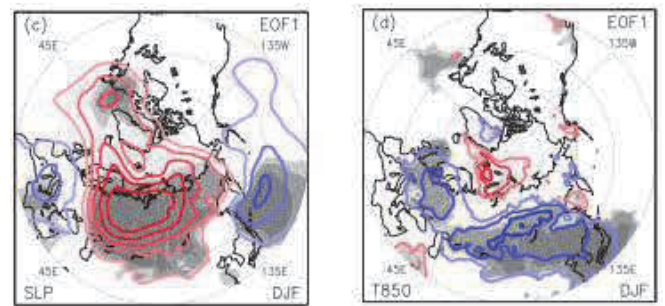 (c) EOF1
45E 135W
45E 135E
SLP DJF
(d) EOF1
45E 135W
45E 135E
T850 DJF